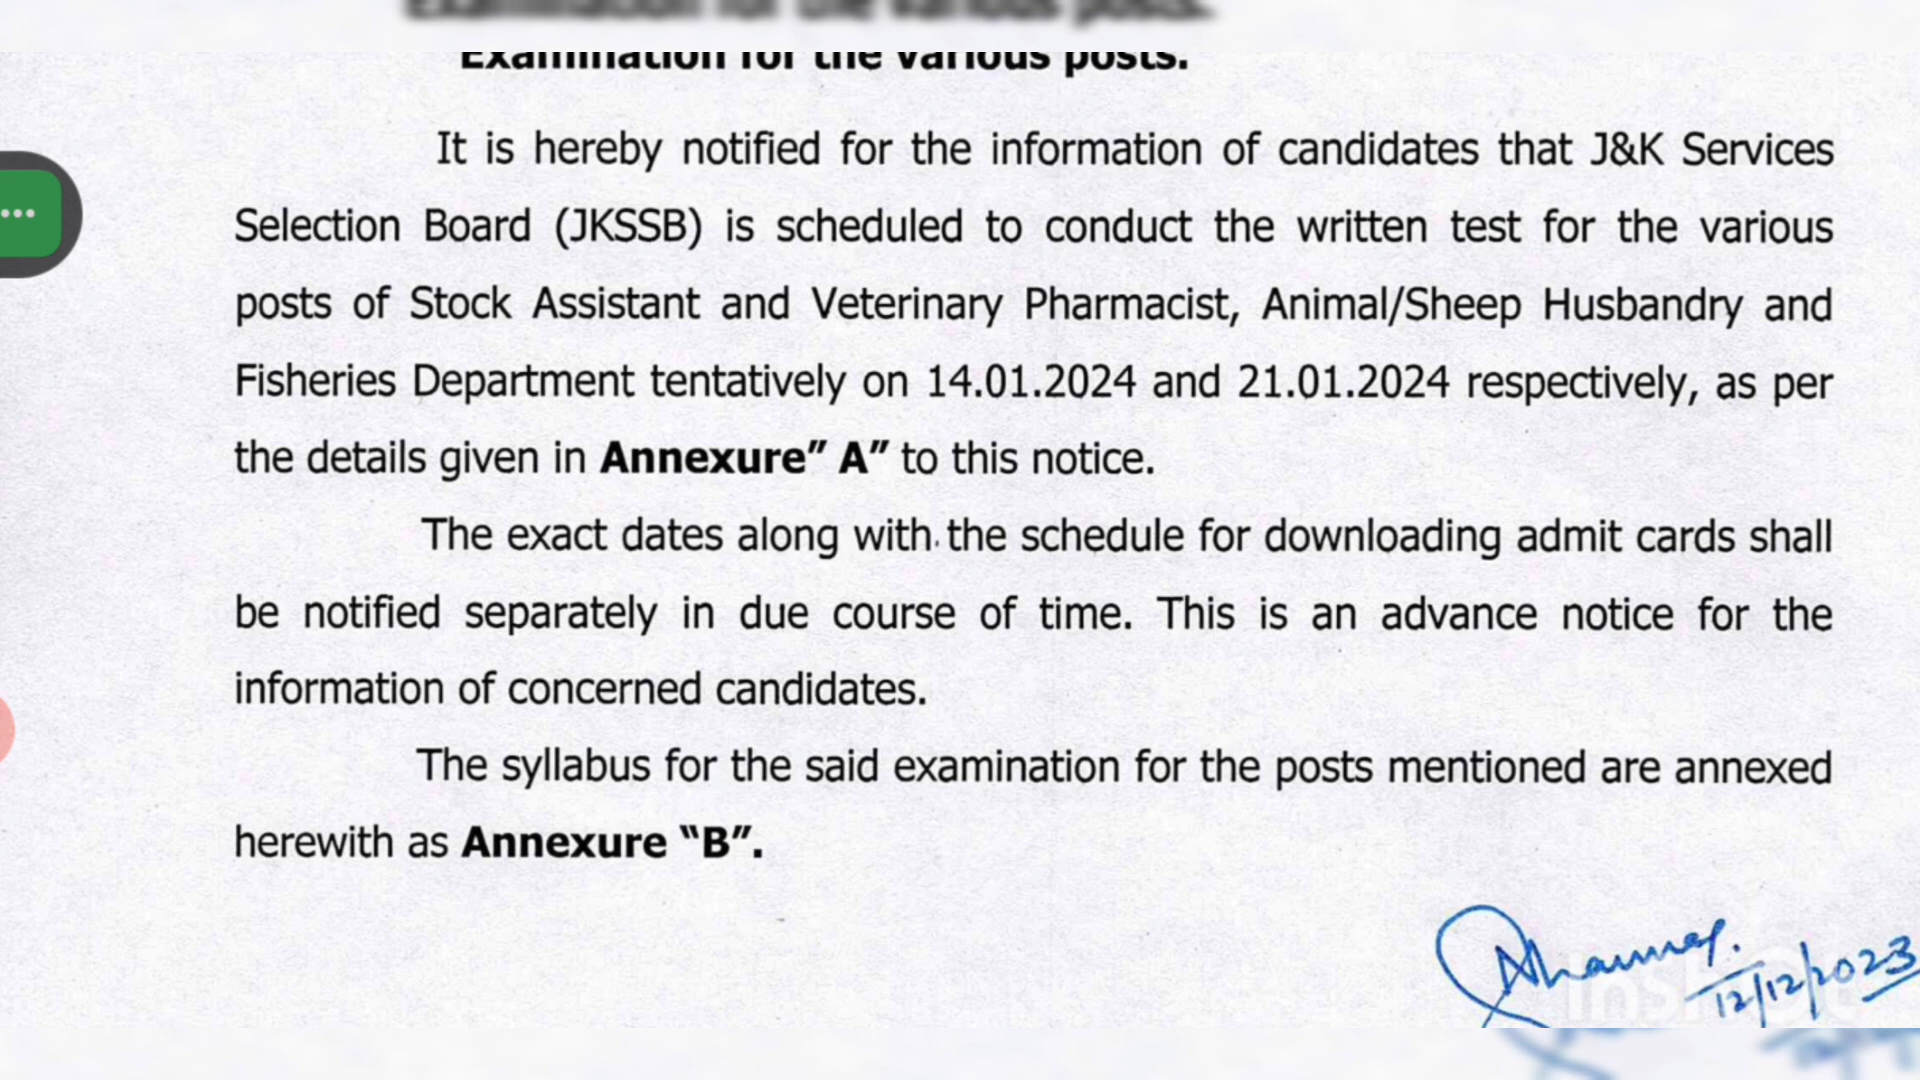 Examination for the various posts.
It is hereby notified for the information of candidates that J&K Services
Selection Board (JKSSB) is scheduled to conduct the written test for the various
posts of Stock Assistant and Veterinary Pharmacist, Animal/Sheep Husbandry and
Fisheries Department tentatively on 14.01.2024 and 21.01.2024 respectively, as per
the details given in Annexure” A” to this notice.
The exact dates along with the schedule for downloading admit cards shall
be notified separately in due course of time. This is an advance notice for the
information of concerned candidates.
The syllabus for the said examination for the posts mentioned are annexed
herewith as Annexure “B”.
12/12/2023
InShot